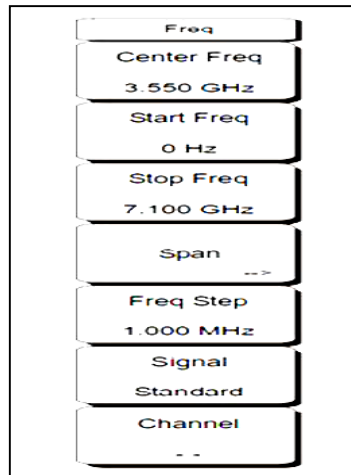 Freq
Center Freq
3.550 GHz
Start Freq
0 Hz
Stop Freq
7.100 GHz
Span
-->
Freq Step
1.000 MHz
Signal
Standard
Channel
- -